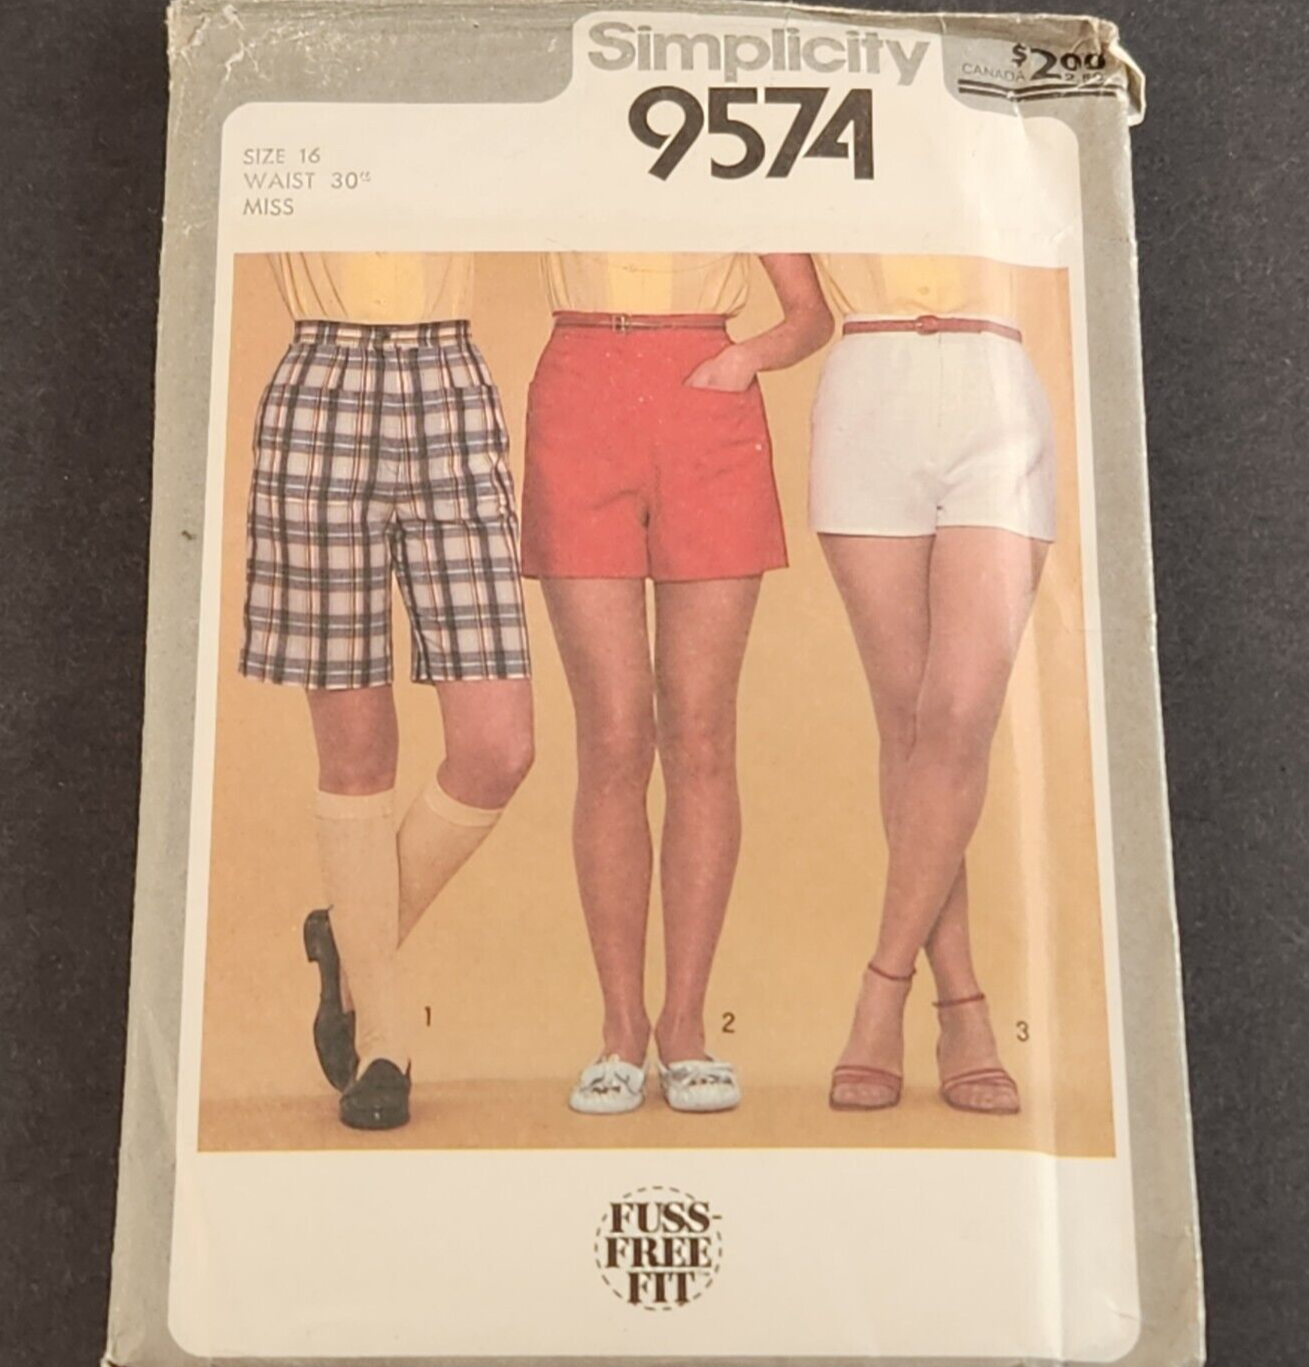 Simplicity
9574
$2.00
CANADA
SIZE 16
WAIST 30"
MISS
1
2
3
FUSS-
FREE
FIT